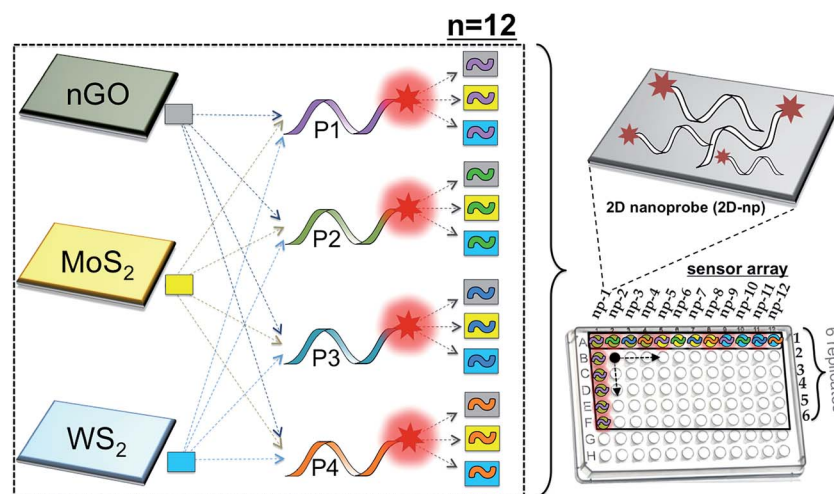 n=12
nGO
MoS₂
WS₂
P1
P2
P3
P4
2D nanoprobe (2D-np)
sensor array
np-1
np-2
np-3
np-4
np-5
np-6
np-7
np-8
np-9
np-10
np-11
np-12
A
B
C
D
E
F
G
H
1
2
3
4
5
6